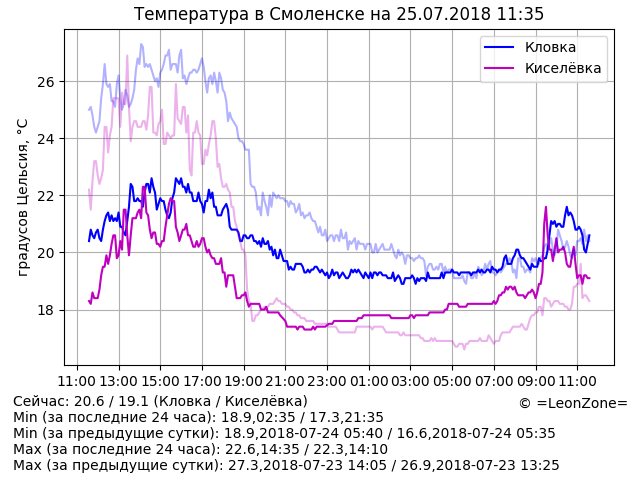 Температура в Смоленске на 25.07.2018 11:35
Кловка
Киселёвка
градусов Цельсия, °C
26
24
22
20
18
11:00 13:00 15:00 17:00 19:00 21:00 23:00 01:00 03:00 05:00 07:00 09:00 11:00
Сейчас: 20.6 / 19.1 (Кловка / Киселёвка)
© =LeonZone=
Min (за последние 24 часа): 18.9,02:35 / 17.3,21:35
Min (за предыдущие сутки): 18.9,2018-07-24 05:40 / 16.6,2018-07-24 05:35
Max (за последние 24 часа): 22.6,14:35 / 22.3,14:10
Max (за предыдущие сутки): 27.3,2018-07-23 14:05 / 26.9,2018-07-23 13:25